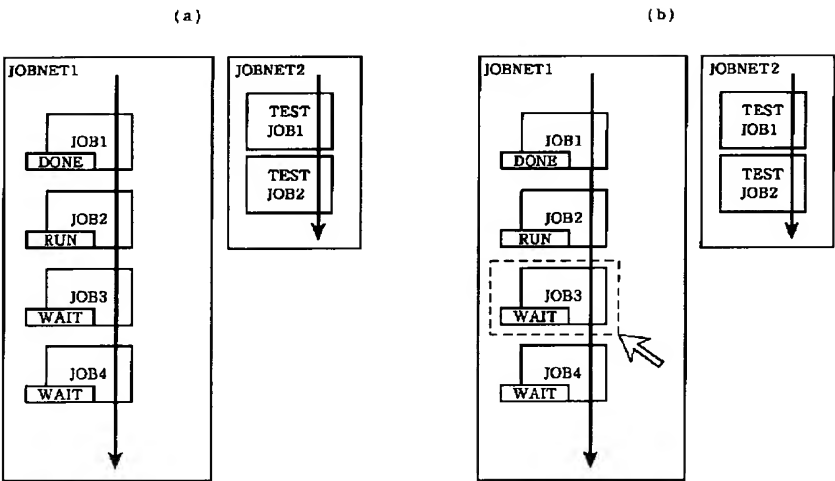 (a)
JOBNET1
JOB1
DONE
JOB2
RUN
JOB3
WAIT
JOB4
WAIT
JOBNET2
TEST
JOB1
TEST
JOB2
(b)
JOBNET1
JOB1
DONE
JOB2
RUN
JOB3
WAIT
JOB4
WAIT
JOBNET2
TEST
JOB1
TEST
JOB2